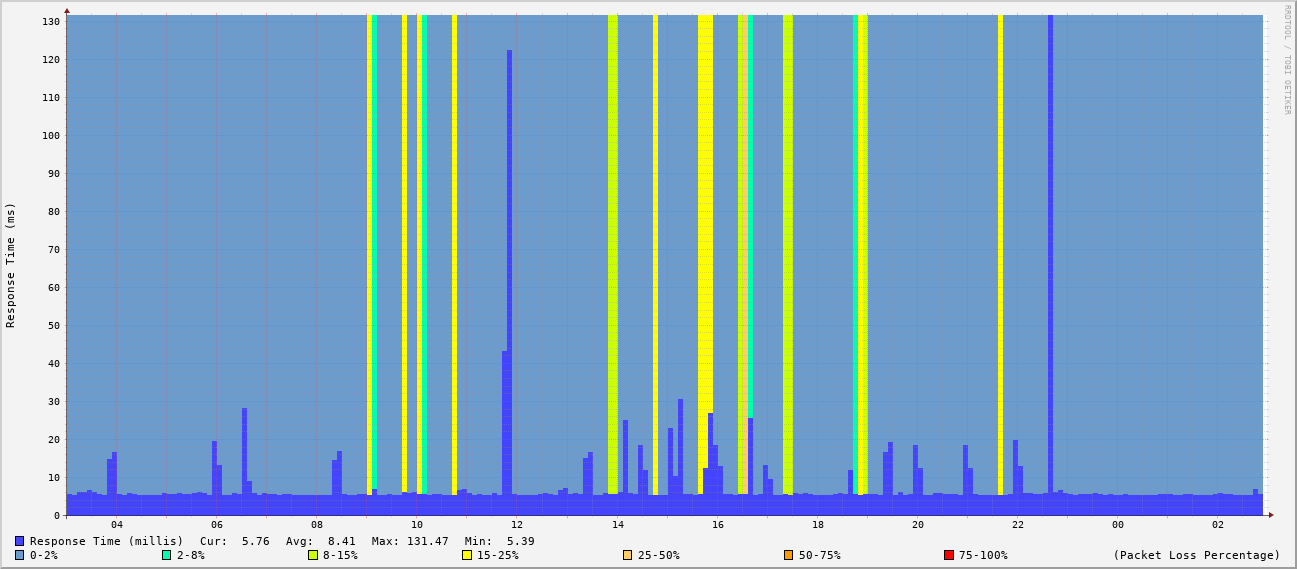 RRDTOOL / TOBI OETIKER
Response Time (ms)
130
120
110
100
90
80
70
60
50
40
30
20
10
0
04 06 08 10 12 14 16 18 20 22 00 02
Response Time (millis) Cur: 5.76 Avg: 8.41 Max: 131.47 Min: 5.39
0-2% 2-8% 8-15% 15-25% 25-50% 50-75% 75-100% (Packet Loss Percentage)